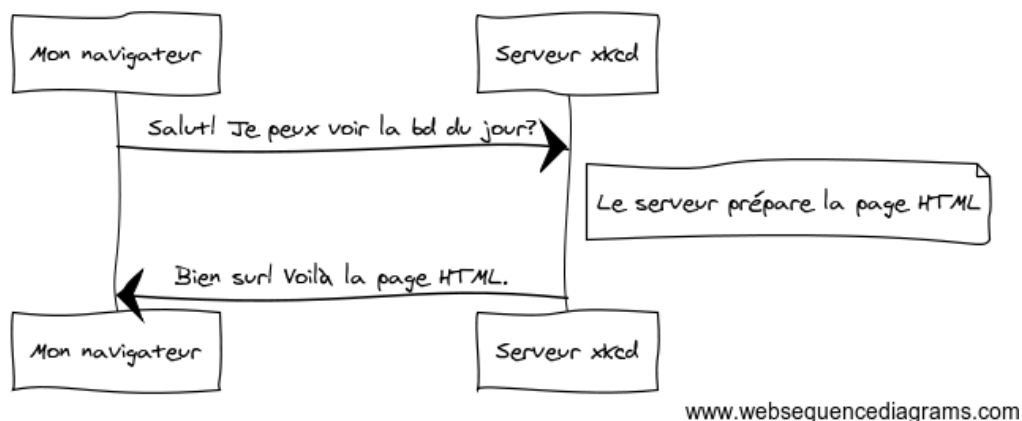 Mon navigateur
Serveur xkcd
Salut! Je peux voir la bd du jour?
Le serveur prépare la page HTML
Bien sur! Voilà la page HTML.
Mon navigateur
Serveur xkcd
www.websequencediagrams.com